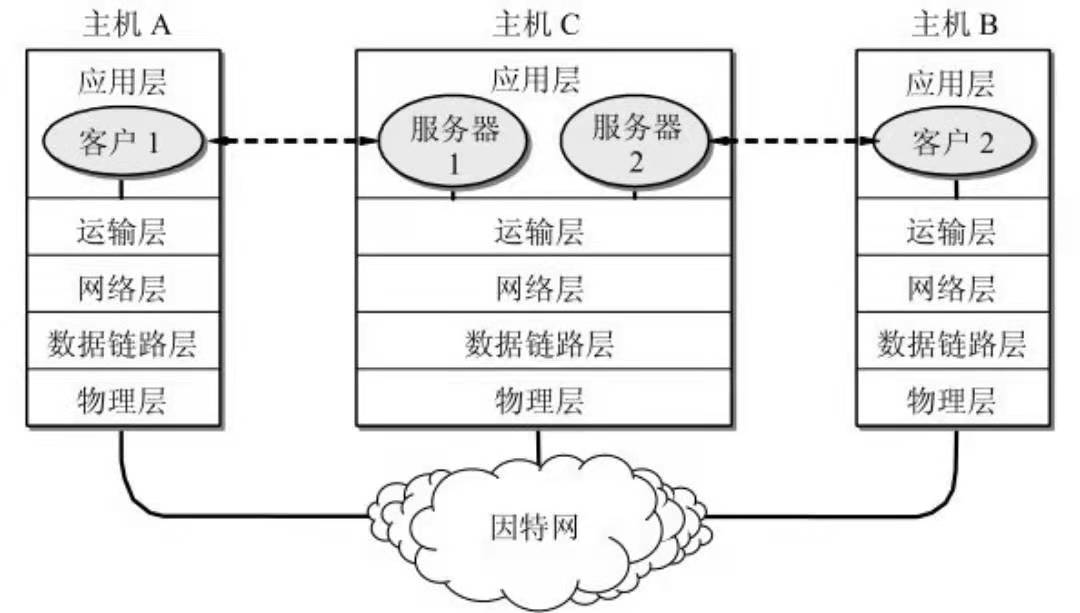 主机 A
主机 C
主机 B
应用层
应用层
应用层
客户 1
服务器
1
服务器
2
客户 2
运输层
运输层
运输层
网络层
网络层
网络层
数据链路层
数据链路层
数据链路层
物理层
物理层
物理层
因特网